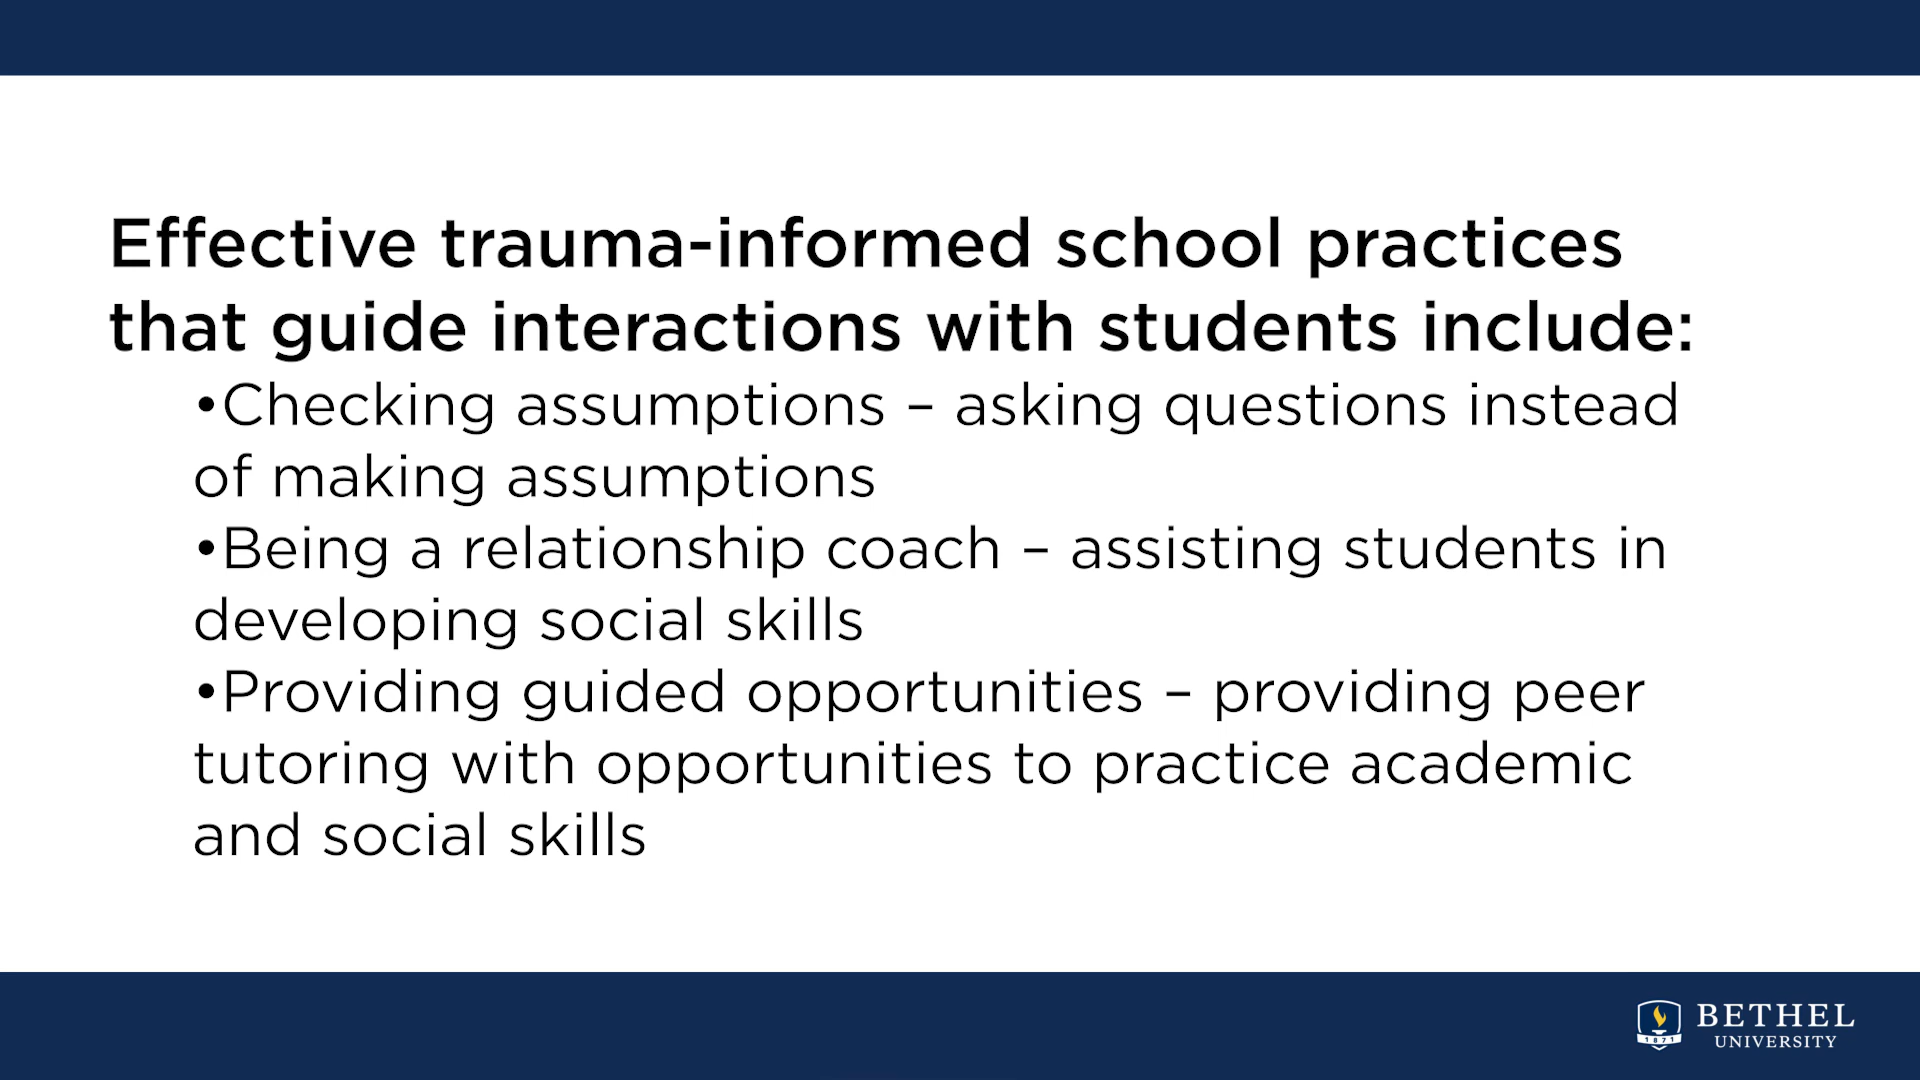 Effective trauma-informed school practices
that guide interactions with students include:
•Checking assumptions – asking questions instead
of making assumptions
•Being a relationship coach – assisting students in
developing social skills
•Providing guided opportunities – providing peer
tutoring with opportunities to practice academic
and social skills
BETHEL
UNIVERSITY
1871